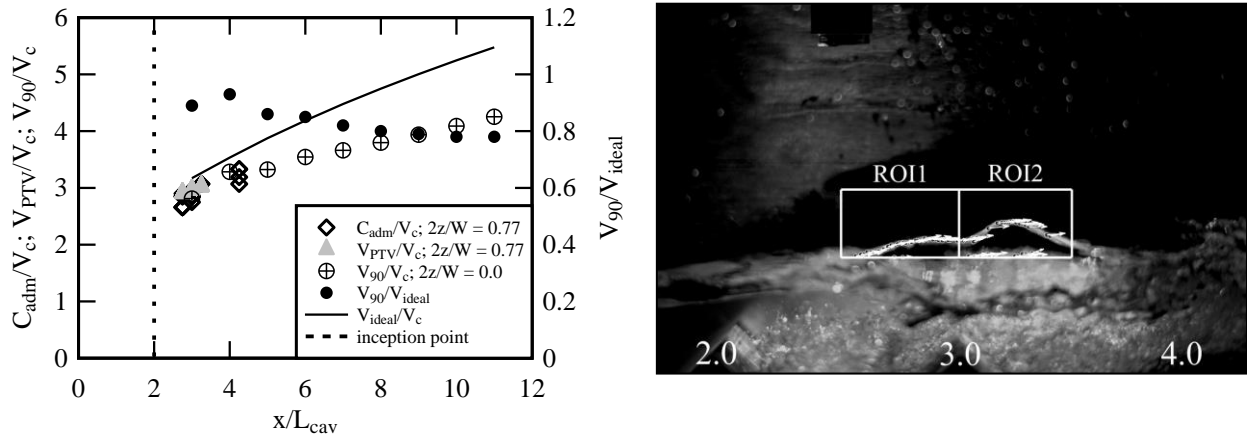 6
5
4
3
2
1
0
C_adm/V_c; V_PTV/V_c; V_90/V_c
1.2
1
0.8
0.6
0.4
0.2
0
V_90/V_ideal
C_adm/V_c; 2z/W = 0.77
V_PTV/V_c; 2z/W = 0.77
V_90/V_c; 2z/W = 0.0
V_90/V_ideal
V_ideal/V_c
inception point
0 2 4 6 8 10 12
x/L_cav
ROI1 ROI2
2.0 3.0 4.0